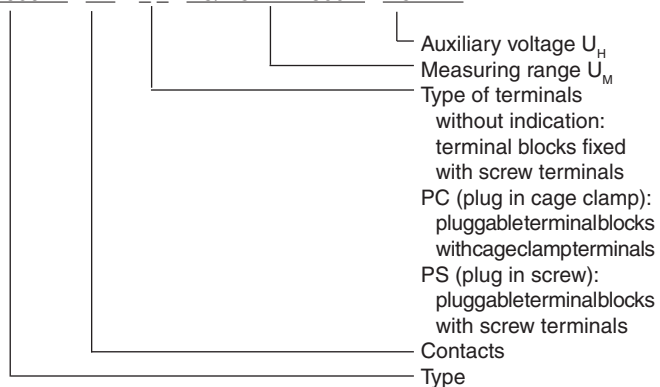 Auxiliary voltage U_H
Measuring range U_M
Type of terminals
without indication:
terminal blocks fixed
with screw terminals
PC (plug in cage clamp):
pluggableterminalblocks
withcageclampterminals
PS (plug in screw):
pluggableterminalblocks
with screw terminals
Contacts
Type